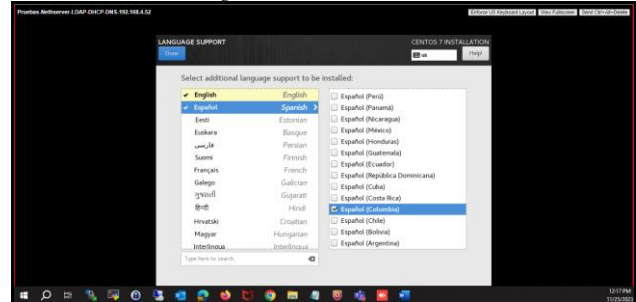 Pruebas-Nethserver-LDAP-DHCP-DNS-192.168.4.52
Enforce US Keyboard Layout View Fullscreen Send Ctrl+Alt+Delete
LANGUAGE SUPPORT
CENTOS 7 INSTALLATION
Done
us
Help!
Select additional language support to be installed:
English English
Español Spanish
Eesti Estonian
Euskara Basque
فارسی Persian
Suomi Finnish
Français French
Galego Galician
ગુજરાતી Gujarati
हिन्दी Hindi
Hrvatski Croatian
Magyar Hungarian
Interlingua Interlingua
Type here to search.
Español (Perú)
Español (Panamá)
Español (Nicaragua)
Español (México)
Español (Honduras)
Español (Guatemala)
Español (Ecuador)
Español (República Dominicana)
Español (Cuba)
Español (Costa Rica)
Español (Colombia)
Español (Chile)
Español (Bolivia)
Español (Argentina)
12:17 PM
11/25/2023